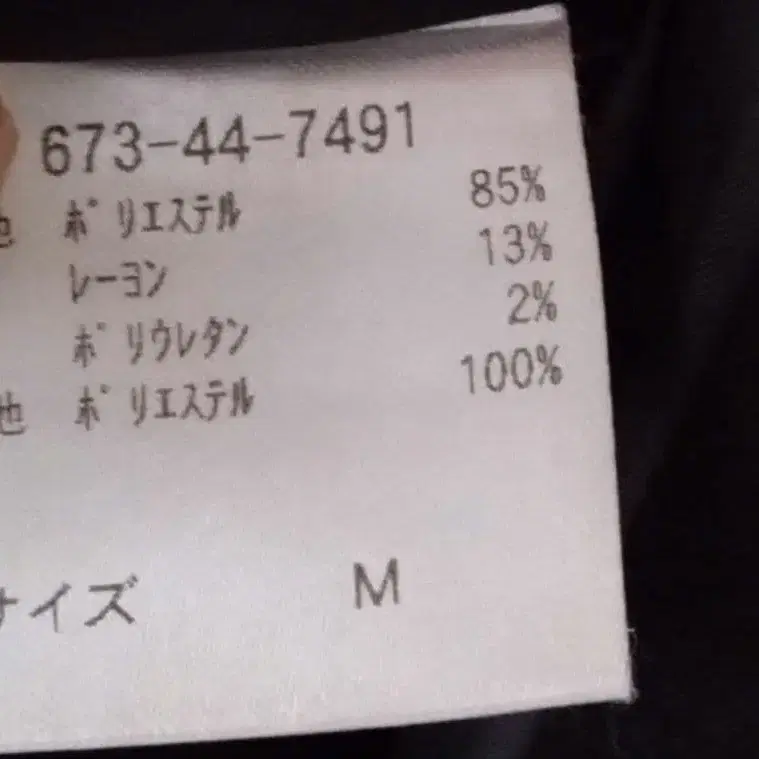 673-44-7491
ﾎﾟﾘｴｽﾃﾙ 85%
ﾚｰﾖﾝ 13%
ﾎﾟﾘｳﾚﾀﾝ 2%
地 ﾎﾟﾘｴｽﾃﾙ 100%
サイズ M